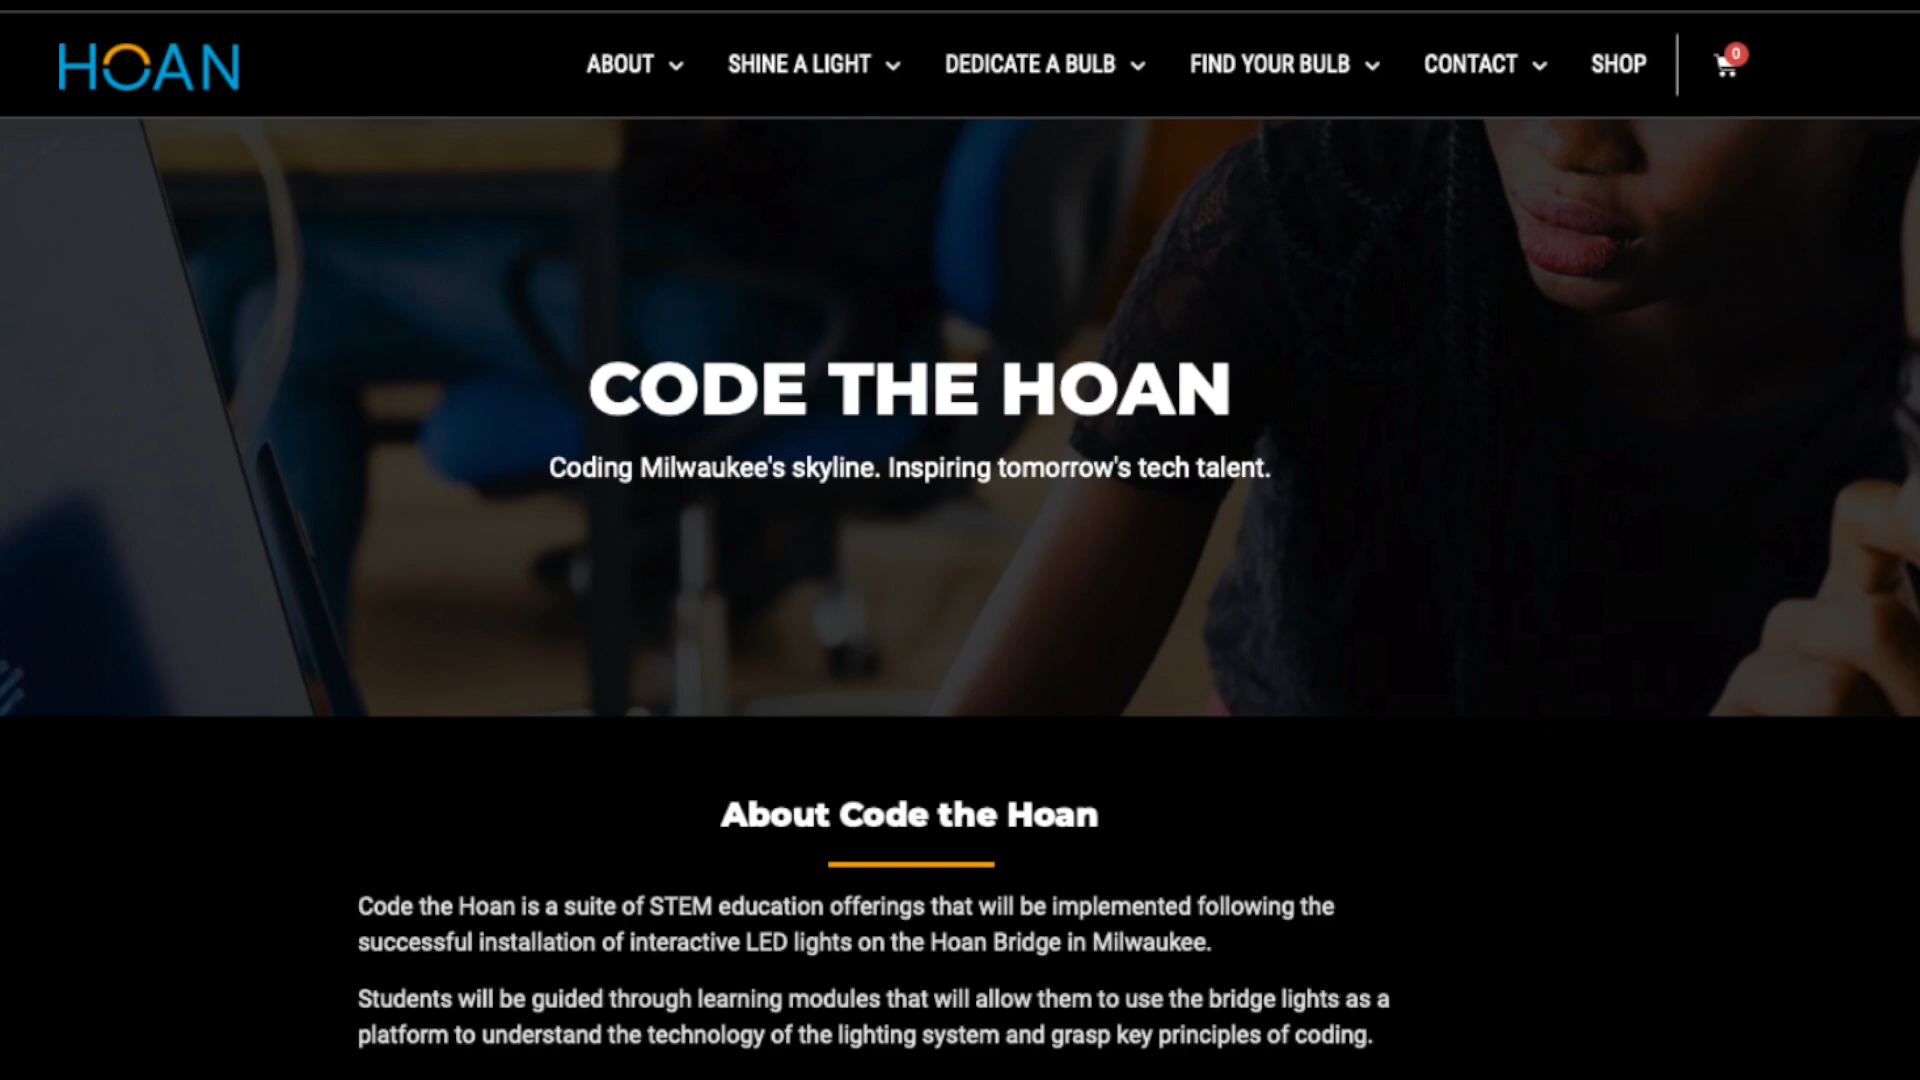 HOAN
ABOUT
SHINE A LIGHT
DEDICATE A BULB
FIND YOUR BULB
CONTACT
SHOP
0
CODE THE HOAN
Coding Milwaukee's skyline. Inspiring tomorrow's tech talent.
About Code the Hoan
Code the Hoan is a suite of STEM education offerings that will be implemented following the
successful installation of interactive LED lights on the Hoan Bridge in Milwaukee.
Students will be guided through learning modules that will allow them to use the bridge lights as a
platform to understand the technology of the lighting system and grasp key principles of coding.